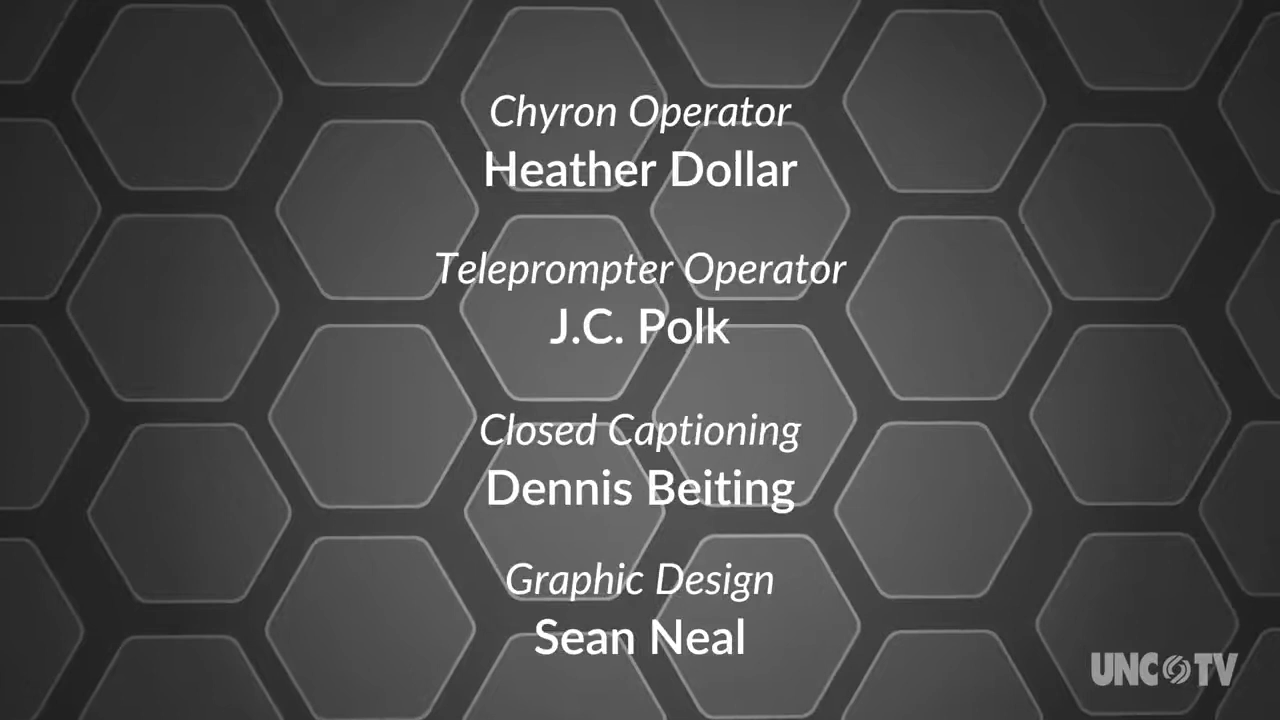 Chyron Operator
Heather Dollar
Teleprompter Operator
J.C. Polk
Closed Captioning
Dennis Beiting
Graphic Design
Sean Neal
UNC TV